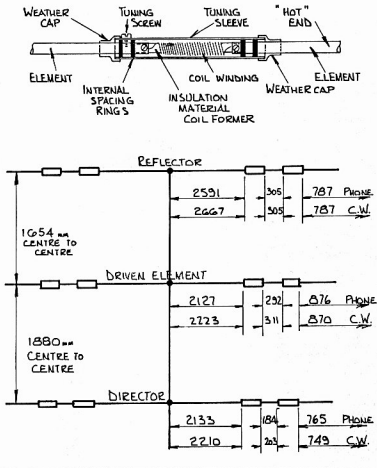 WEATHER CAP
TUNING SCREW
TUNING SLEEVE
"HOT" END
ELEMENT
INTERNAL SPACING RINGS
INSULATION MATERIAL COIL FORMER
COIL WINDING
WEATHER CAP
ELEMENT
REFLECTOR
2591 305 787 PHONE
2667 305 787 C.W.
1654 mm CENTRE TO CENTRE
DRIVEN ELEMENT
2127 292 876 PHONE
2223 311 870 C.W.
1880 mm CENTRE TO CENTRE
DIRECTOR
2133 184 765 PHONE
2210 203 749 C.W.